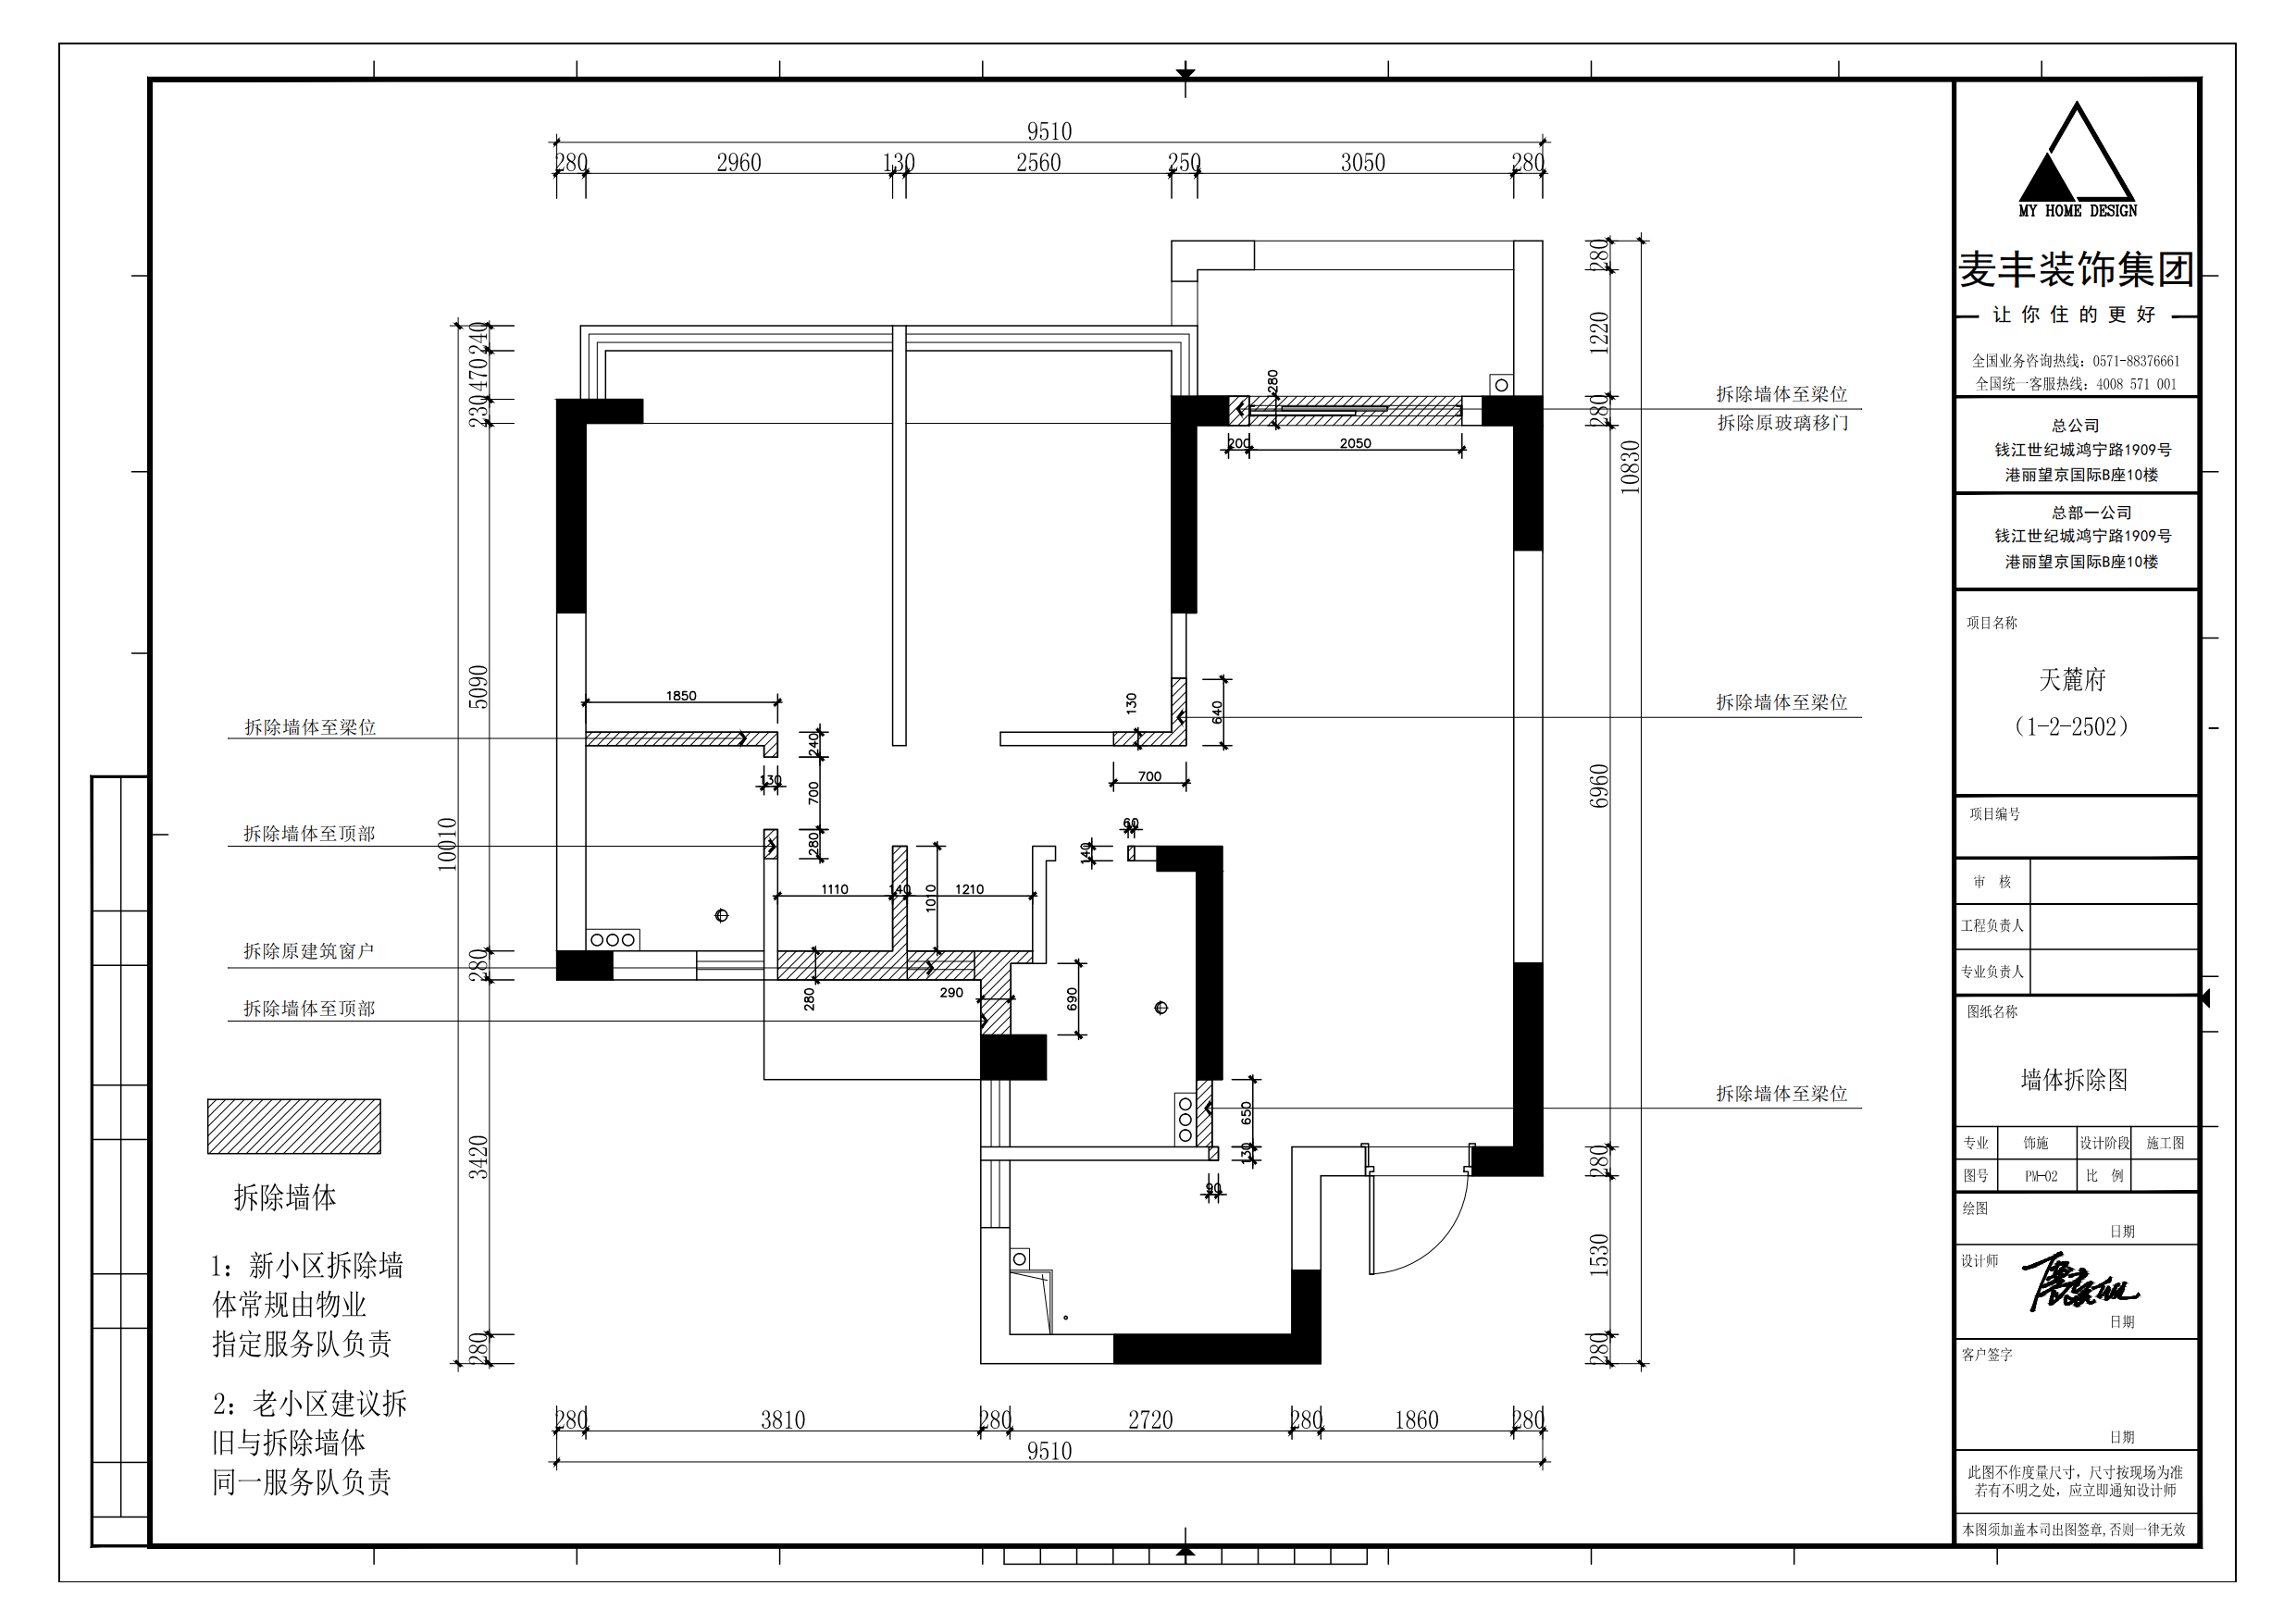 9510
280 2960 130 2560 250 3050 280
240
470
230
5090
280
3420
280
10010
280
1220
280
10830
6960
280
1530
280
280
200 2050
拆除墙体至梁位
拆除原玻璃移门
1850
130
640
拆除墙体至梁位
拆除墙体至梁位
240
130
700
700
280
60
140
拆除墙体至顶部
1110 140 1210
1010
拆除原建筑窗户
280
290
690
拆除墙体至顶部
650
130
90
拆除墙体至梁位
拆除墙体
1：新小区拆除墙
体常规由物业
指定服务队负责
2：老小区建议拆
旧与拆除墙体
同一服务队负责
280 3810 280 2720 280 1860 280
9510
MY HOME DESIGN
麦丰装饰集团
让你住的更好
全国业务咨询热线：0571-88376661
全国统一客服热线：4008 571 001
总公司
钱江世纪城鸿宁路1909号
港丽望京国际B座10楼
总部一公司
钱江世纪城鸿宁路1909号
港丽望京国际B座10楼
项目名称
天麓府
（1-2-2502）
项目编号
审 核
工程负责人
专业负责人
图纸名称
墙体拆除图
专业 饰施 设计阶段 施工图
图号 PM-02 比 例
绘图
日期
设计师
日期
客户签字
日期
此图不作度量尺寸，尺寸按现场为准
若有不明之处，应立即通知设计师
本图须加盖本司出图签章,否则一律无效